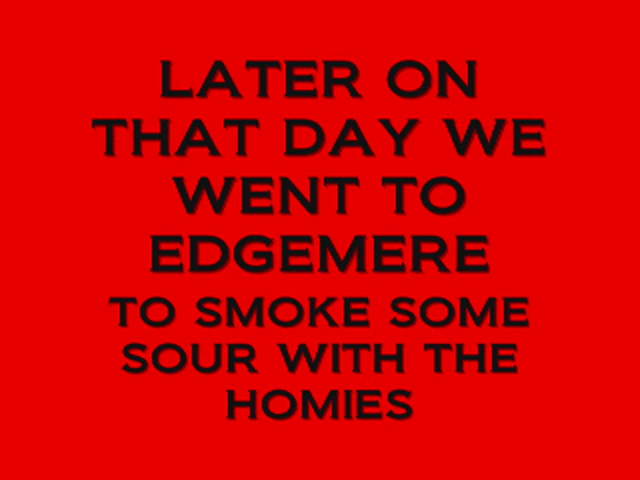 LATER ON
THAT DAY WE
WENT TO
EDGEMERE
TO SMOKE SOME
SOUR WITH THE
HOMIES